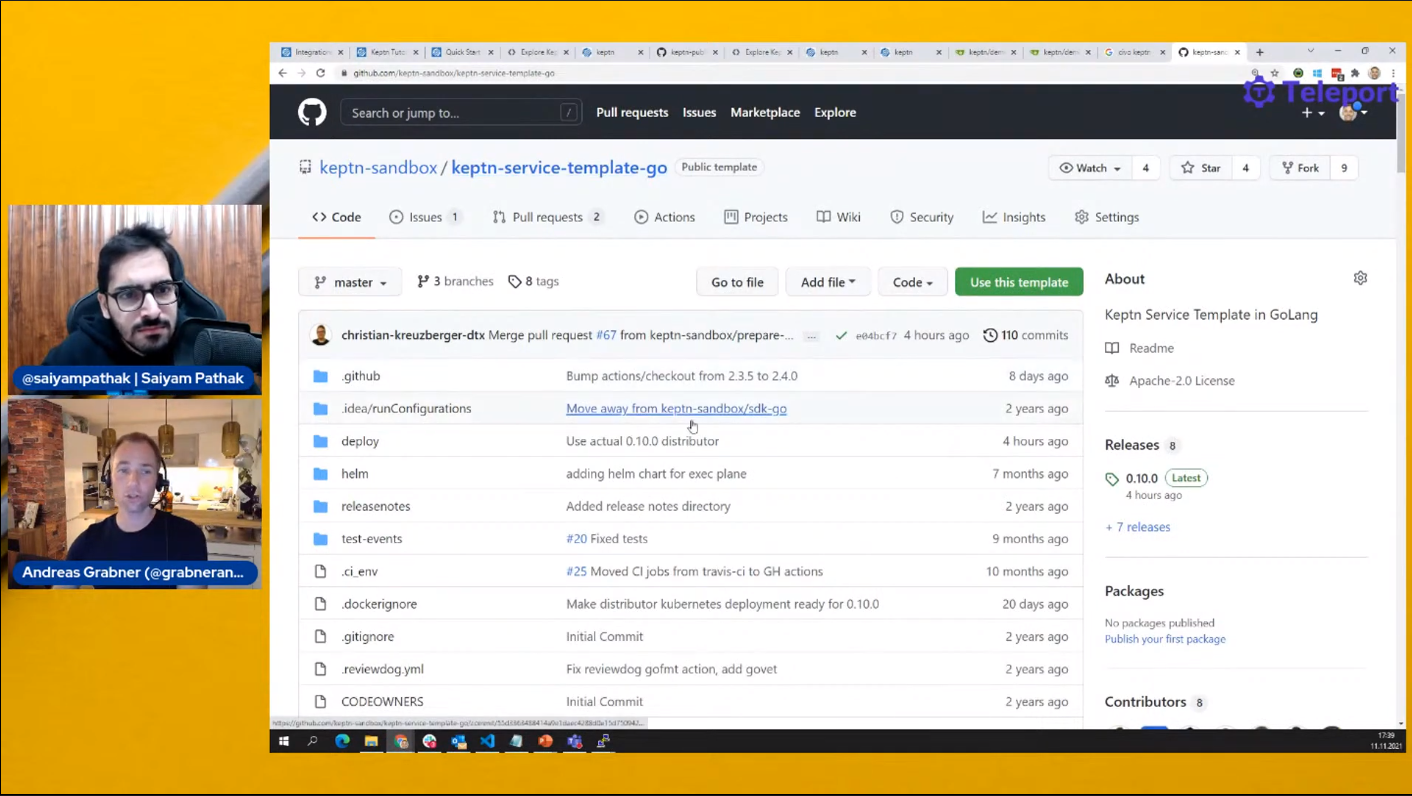 Integration
Keptn Tuto
Quick Start
Explore Ke
keptn
keptn-pub
Explore Ke
keptn
keptn
keptn/dem
keptn/dem
civo keptn
keptn-sand
github.com/keptn-sandbox/keptn-service-template-go
Teleport
Search or jump to...
/
Pull requests
Issues
Marketplace
Explore
keptn-sandbox / keptn-service-template-go
Public template
Watch 4
Star 4
Fork 9
Code
Issues 1
Pull requests 2
Actions
Projects
Wiki
Security
Insights
Settings
master
3 branches
8 tags
Go to file
Add file
Code
Use this template
christian-kreuzberger-dtx Merge pull request #67 from keptn-sandbox/prepare-... ... e04bcf7 4 hours ago 110 commits
.github Bump actions/checkout from 2.3.5 to 2.4.0 8 days ago
.idea/runConfigurations Move away from keptn-sandbox/sdk-go 2 years ago
deploy Use actual 0.10.0 distributor 4 hours ago
helm adding helm chart for exec plane 7 months ago
releasenotes Added release notes directory 2 years ago
test-events #20 Fixed tests 9 months ago
.ci_env #25 Moved CI jobs from travis-ci to GH actions 10 months ago
.dockerignore Make distributor kubernetes deployment ready for 0.10.0 20 days ago
.gitignore Initial Commit 2 years ago
.reviewdog.yml Fix reviewdog gofmt action, add govet 2 years ago
CODEOWNERS Initial Commit 2 years ago
About
Keptn Service Template in GoLang
Readme
Apache-2.0 License
Releases 8
0.10.0 Latest
4 hours ago
+ 7 releases
Packages
No packages published
Publish your first package
Contributors 8
@saiyampathak | Saiyam Pathak
Andreas Grabner (@grabneran...
17:39
11.11.2021